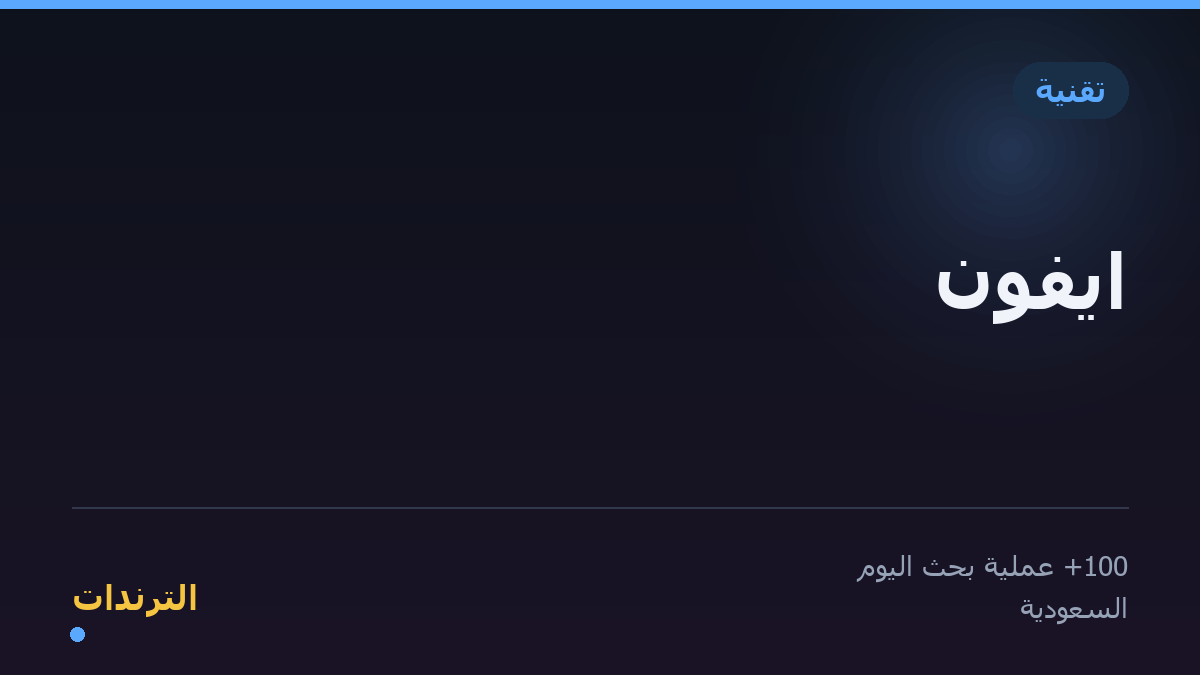 تقنية
ايفون
100+ عملية بحث اليوم
السعودية
الترندات